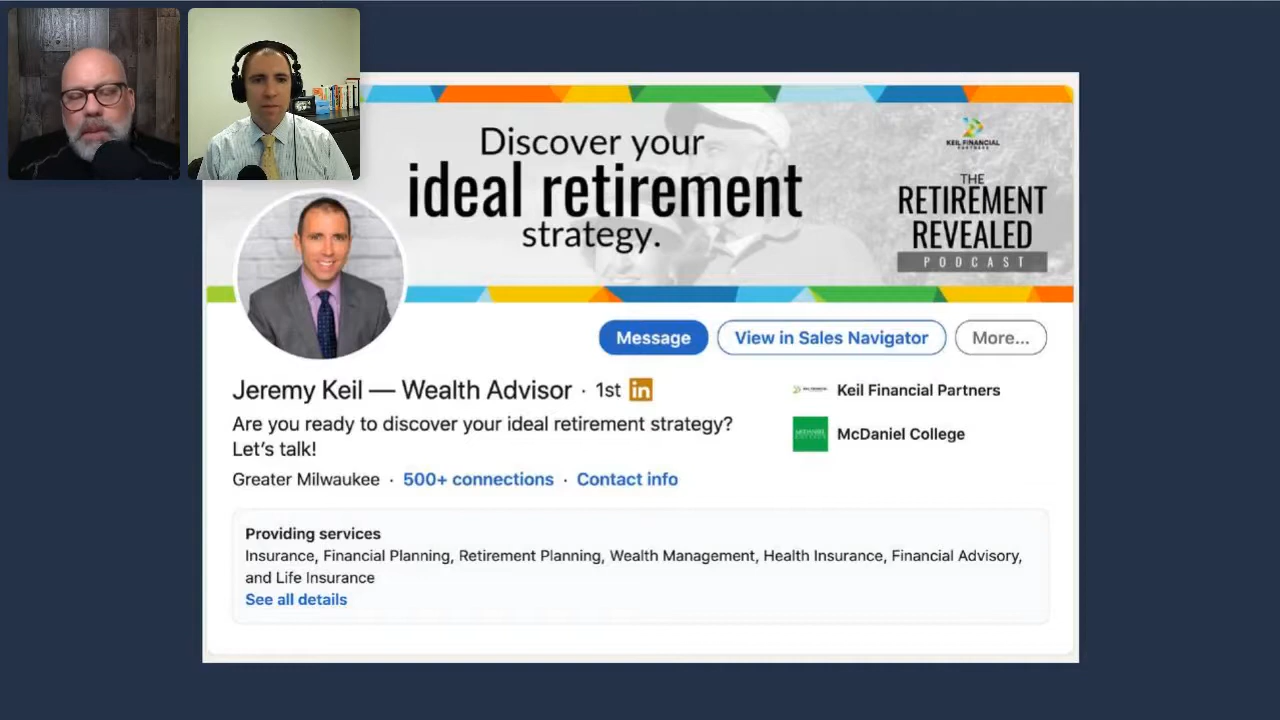 Discover your
ideal retirement
strategy.
KEIL FINANCIAL
PARTNERS
THE
RETIREMENT
REVEALED
PODCAST
Message
View in Sales Navigator
More...
Jeremy Keil — Wealth Advisor · 1st in
Are you ready to discover your ideal retirement strategy?
Let's talk!
Greater Milwaukee · 500+ connections · Contact info
Keil Financial Partners
McDaniel College
Providing services
Insurance, Financial Planning, Retirement Planning, Wealth Management, Health Insurance, Financial Advisory,
and Life Insurance
See all details